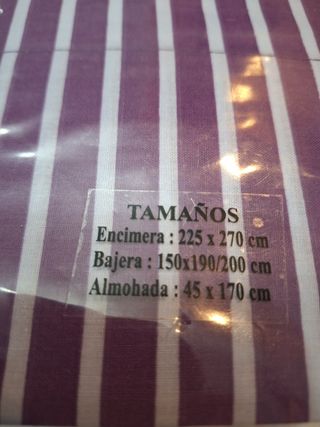 TAMAÑOS
Encimera : 225 x 270 cm
Bajera : 150x190/200 cm
Almohada : 45 x 170 cm